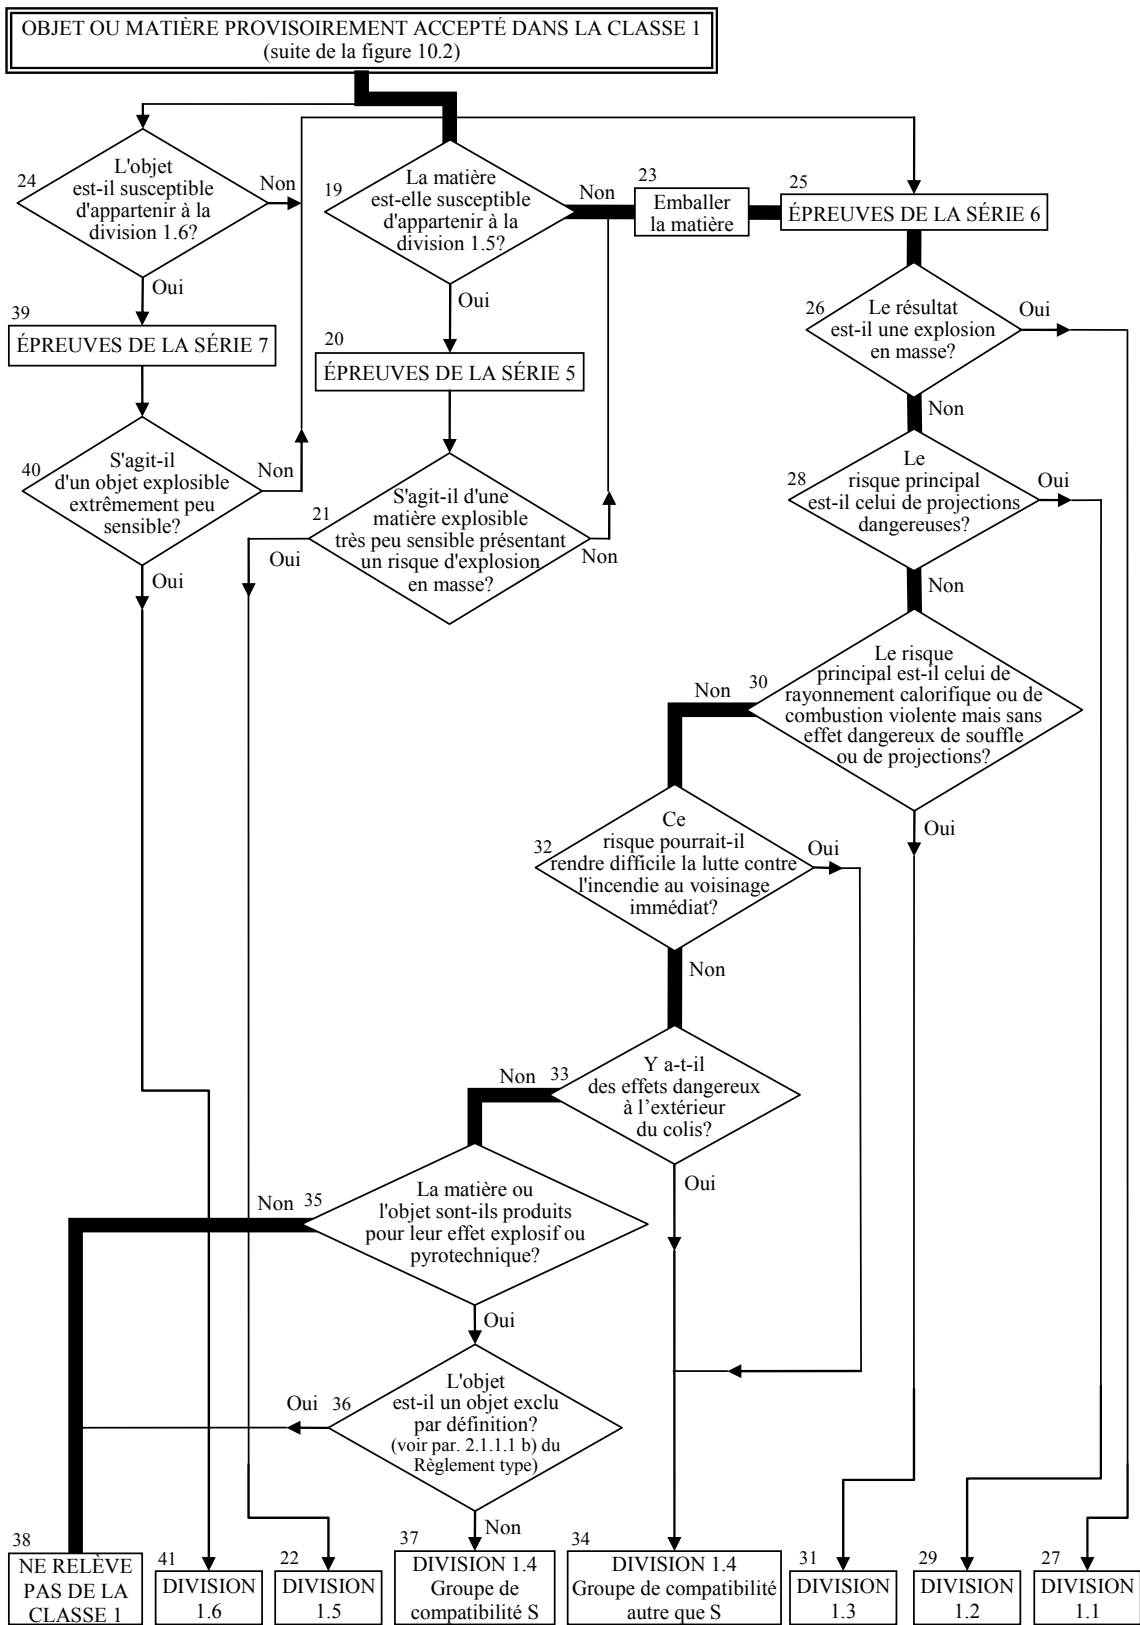 OBJET OU MATIÈRE PROVISOIREMENT ACCEPTÉ DANS LA CLASSE 1
(suite de la figure 10.2)
24
L'objet
est-il susceptible
d'appartenir à la
division 1.6?
Non
Oui
19
La matière
est-elle susceptible
d'appartenir à la
division 1.5?
Non
Oui
23
Emballer
la matière
25
ÉPREUVES DE LA SÉRIE 6
26
Le résultat
est-il une explosion
en masse?
Oui
Non
39
ÉPREUVES DE LA SÉRIE 7
20
ÉPREUVES DE LA SÉRIE 5
40
S'agit-il
d'un objet explosible
extrêmement peu
sensible?
Non
Oui
21
S'agit-il d'une
matière explosible
très peu sensible présentant
un risque d'explosion
en masse?
Oui
Non
28
Le
risque principal
est-il celui de projections
dangereuses?
Oui
Non
30
Le risque
principal est-il celui de
rayonnement calorifique ou de
combustion violente mais sans
effet dangereux de souffle
ou de projections?
Non
Oui
32
Ce
risque pourrait-il
rendre difficile la lutte contre
l'incendie au voisinage
immédiat?
Oui
Non
33
Y a-t-il
des effets dangereux
à l’extérieur
du colis?
Non
Oui
35
La matière ou
l'objet sont-ils produits
pour leur effet explosif ou
pyrotechnique?
Non
Oui
36
L'objet
est-il un objet exclu
par définition?
(voir par. 2.1.1.1 b) du
Règlement type)
Oui
Non
38
NE RELÈVE
PAS DE LA
CLASSE 1
41
DIVISION
1.6
22
DIVISION
1.5
37
DIVISION 1.4
Groupe de
compatibilité S
34
DIVISION 1.4
Groupe de compatibilité
autre que S
31
DIVISION
1.3
29
DIVISION
1.2
27
DIVISION
1.1